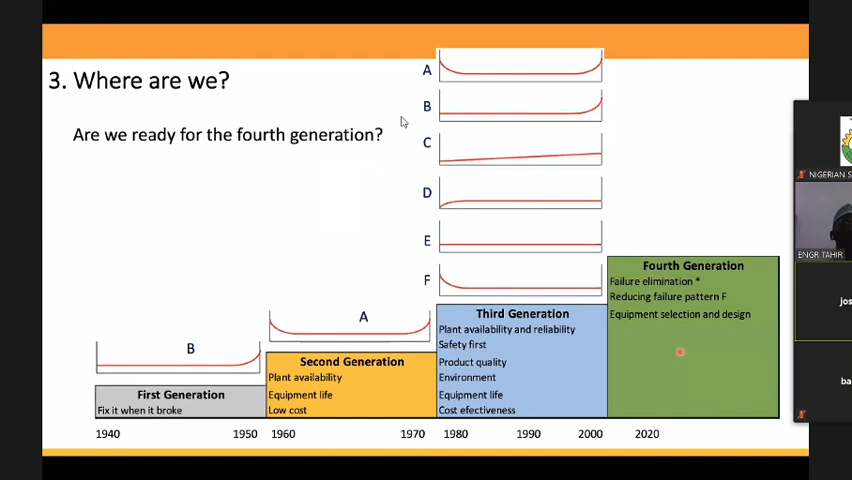 3. Where are we?
Are we ready for the fourth generation?
A
B
C
D
E
F
B
A
First Generation
Fix it when it broke
Second Generation
Plant availability
Equipment life
Low cost
Third Generation
Plant availability and reliability
Safety first
Product quality
Environment
Equipment life
Cost efectiveness
Fourth Generation
Failure elimination *
Reducing failure pattern F
Equipment selection and design
1940 1950 1960 1970 1980 1990 2000 2020
NIGERIAN S
ENGR TAHIR
jos
ba